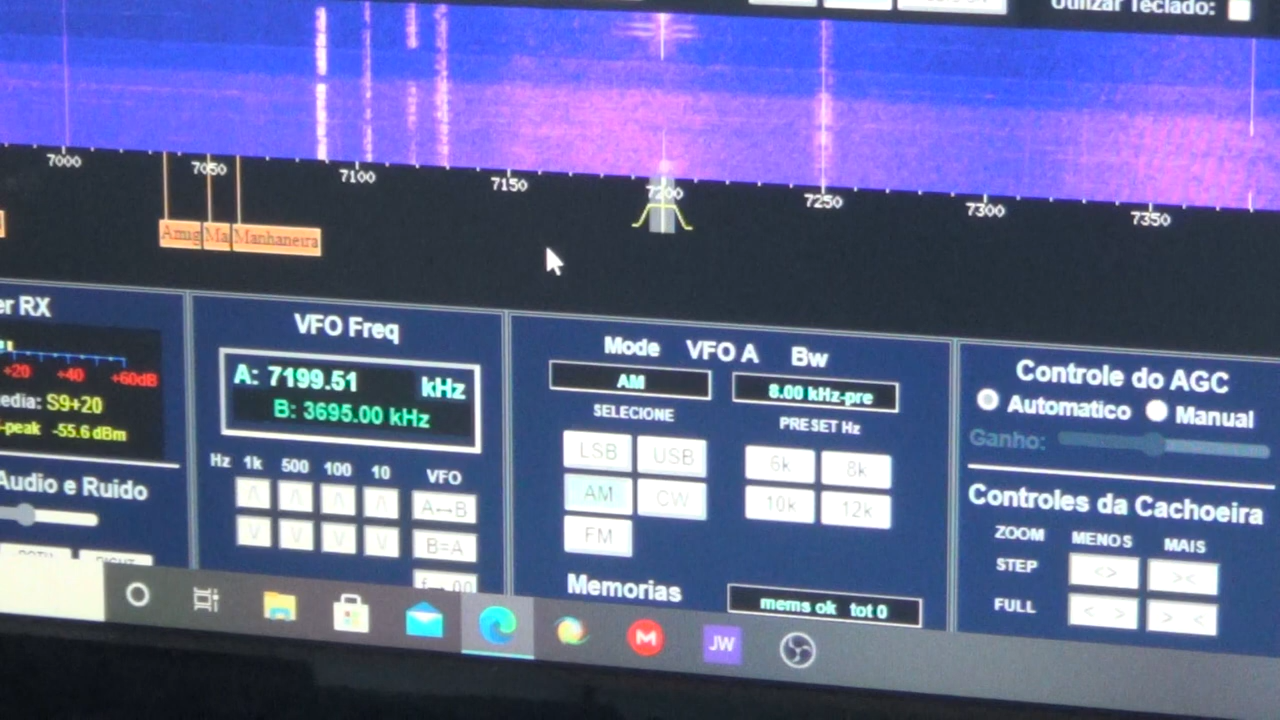 Utilizar Teclado:
7000 7050 7100 7150 7200 7250 7300 7350
Amig Ma Manhaneira
er RX
+20 +40 +60dB
edia: S9+20
-peak -55.6 dBm
Audio e Ruido
VFO Freq
A: 7199.51 kHz
B: 3695.00 kHz
Hz 1k 500 100 10 VFO
A↔B
B=A
Mode VFO A Bw
AM 8.00 kHz-pre
SELECIONE PRESET Hz
LSB USB 6k 8k
AM CW 10k 12k
FM
Memorias mems ok tot 0
Controle do AGC
Automatico Manual
Ganho:
Controles da Cachoeira
ZOOM MENOS MAIS
STEP <> ><
FULL < > > <
M JW